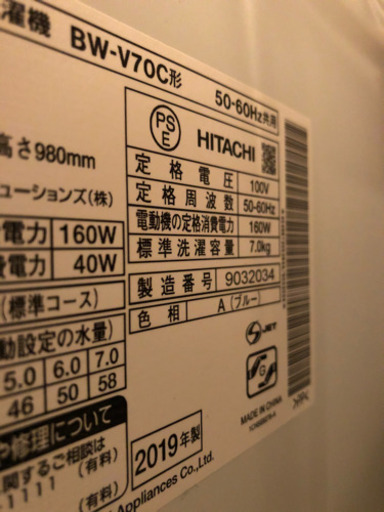 濯機 BW-V70C形
50-60Hz共用
PS
E
HITACHI
高さ980mm
定格電圧 100V
定格周波数 50-60Hz
電動機の定格消費電力 160W
標準洗濯容量 7.0kg
ューションズ(株)
電力 160W
費電力 40W
(標準コース)
動設定の水量)
5.0 6.0 7.0
46 50 58
製造番号 9032034
色相 A (ブルー)
S-JET
MADE IN CHINA
や修理について
関するご相談は
(有料)
1111 (有料)
2019年製
Appliances Co., Ltd.